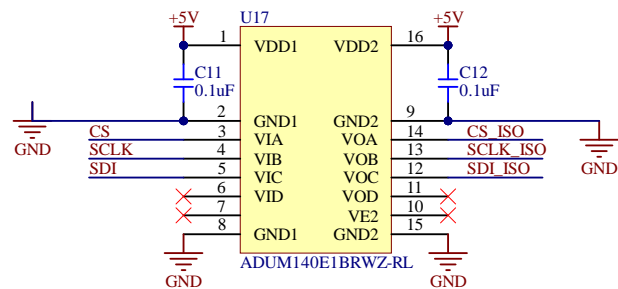 +5V U17 +5V
1 VDD1 VDD2 16
C11 C12
0.1uF 0.1uF
2 GND1 GND2 9
CS 3 VIA VOA 14 CS_ISO
GND SCLK 4 VIB VOB 13 SCLK_ISO GND
SDI 5 VIC VOC 12 SDI_ISO
6 VID VOD 11
7 VE2 10
8 GND1 GND2 15
ADUM140E1BRWZ-RL
GND GND